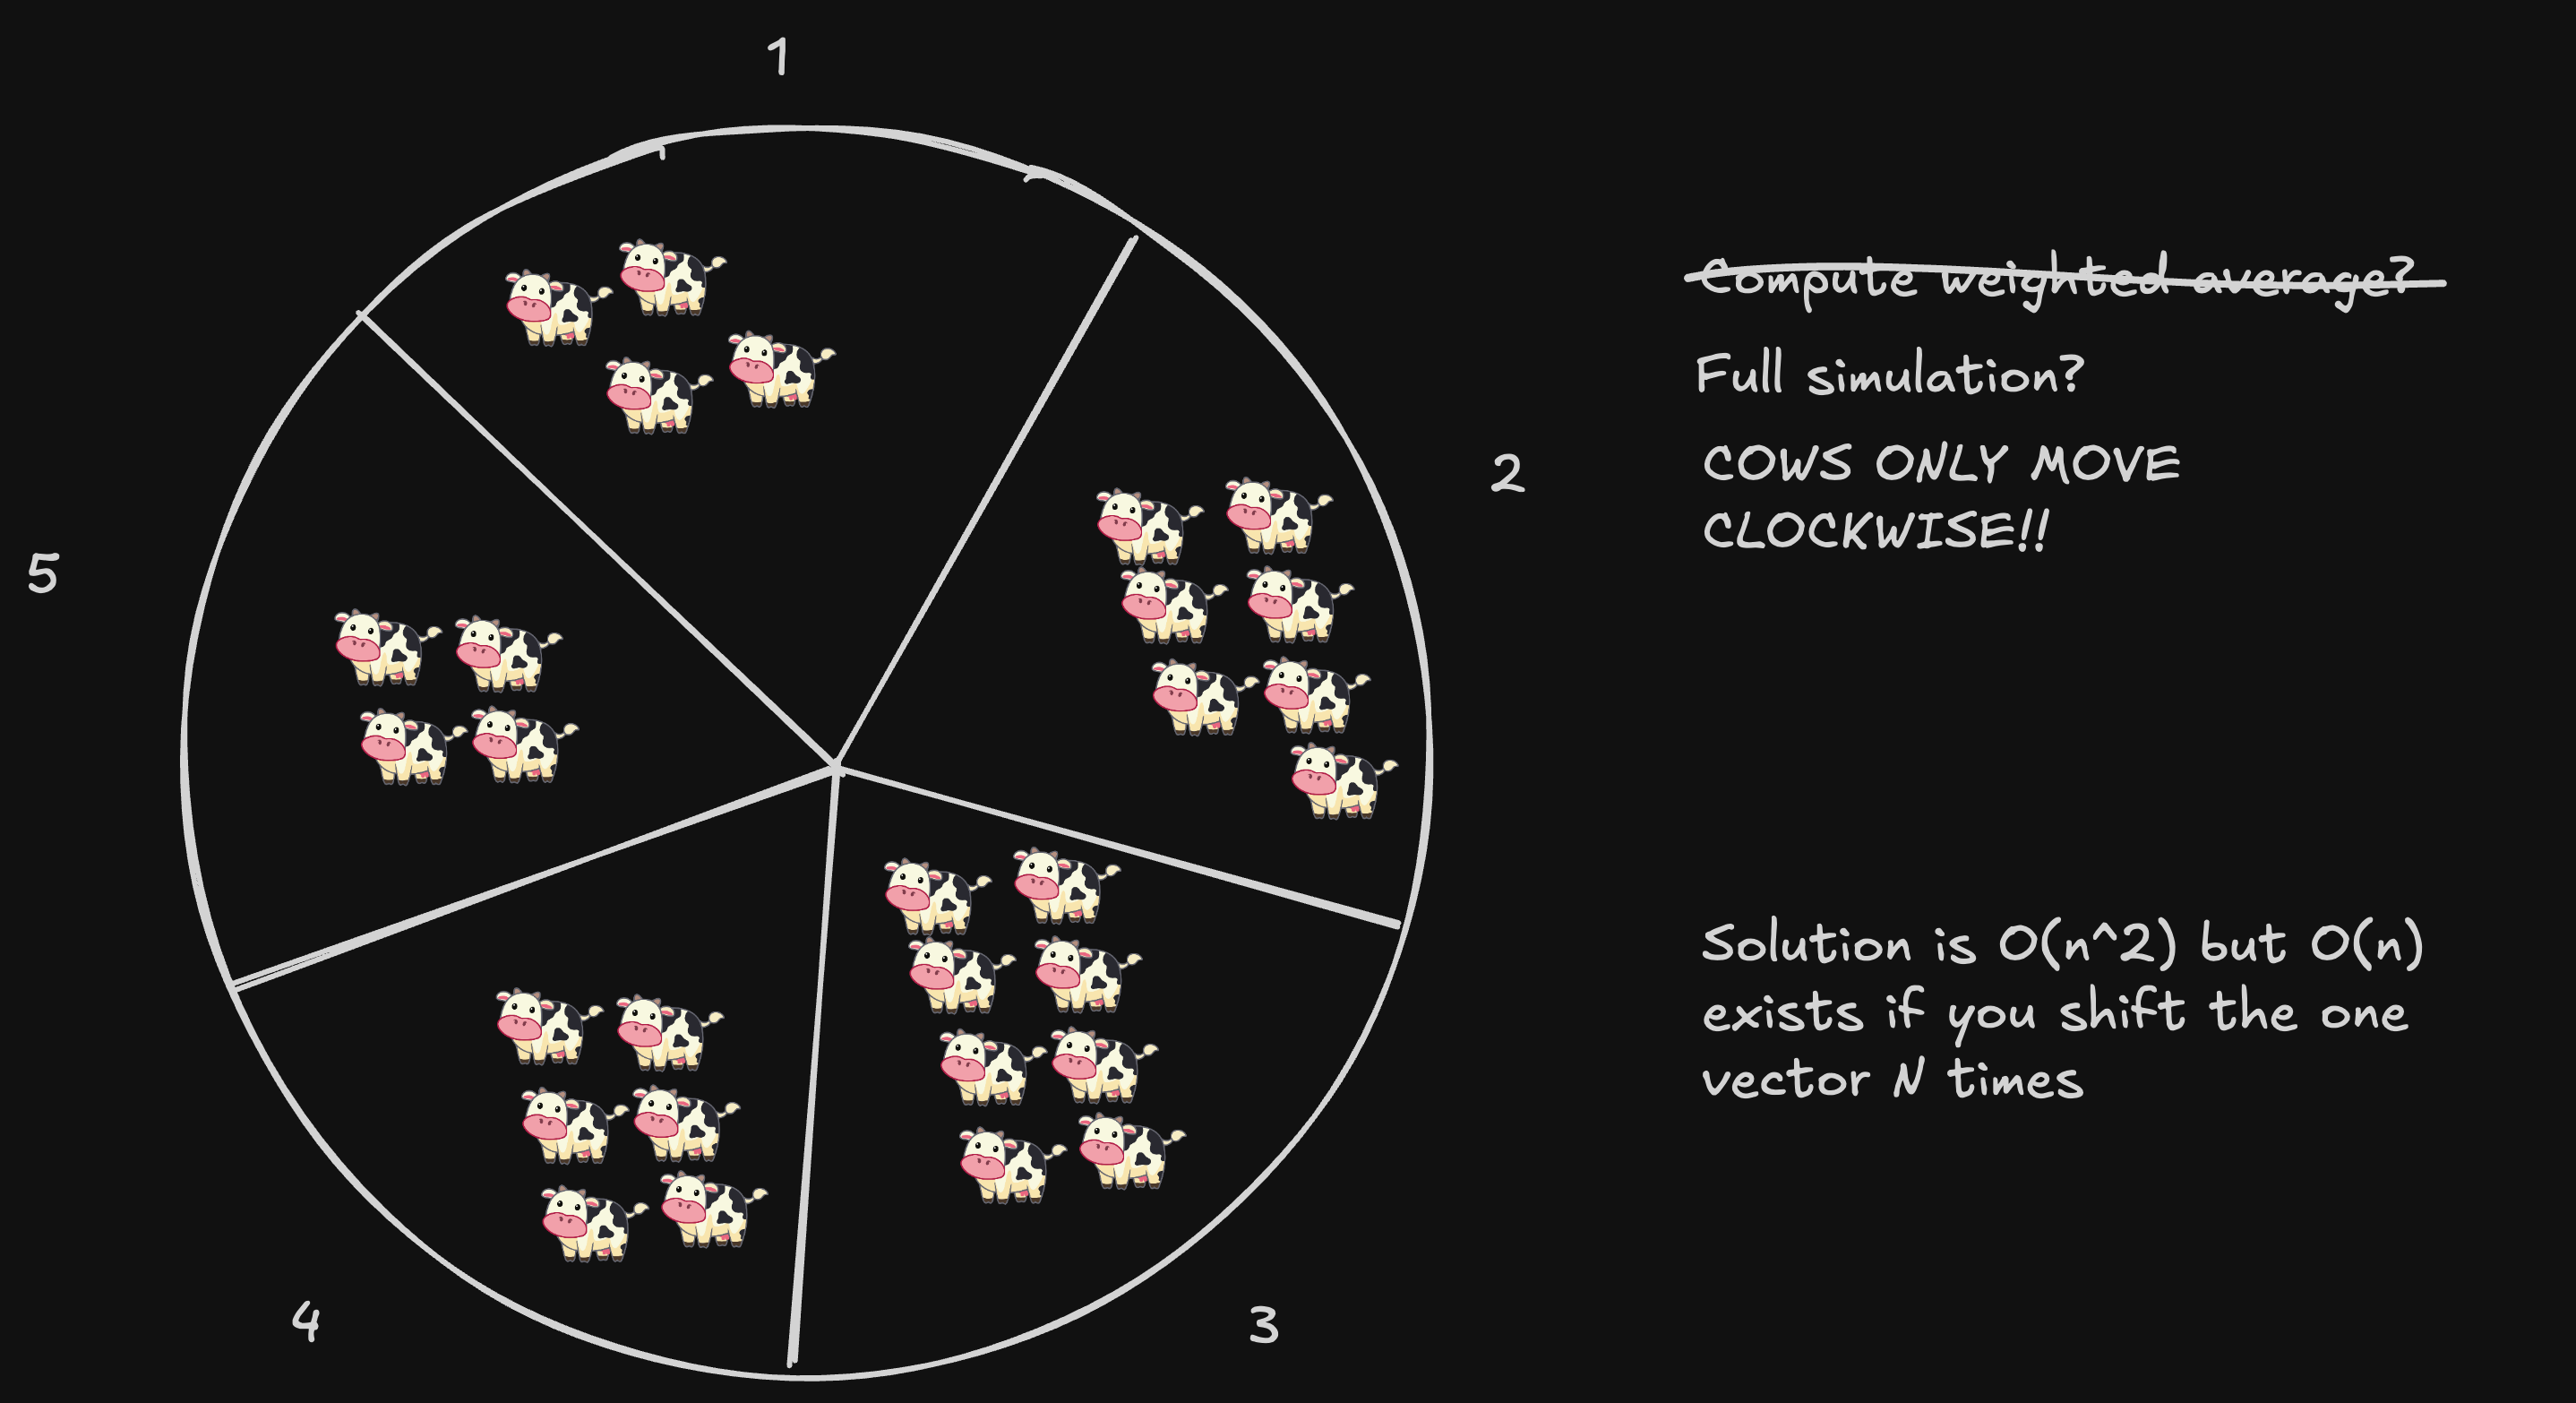 1
Compute weighted average?
Full simulation?
COWS ONLY MOVE
CLOCKWISE!!
2
5
Solution is O(n^2) but O(n)
exists if you shift the one
vector N times
4
3